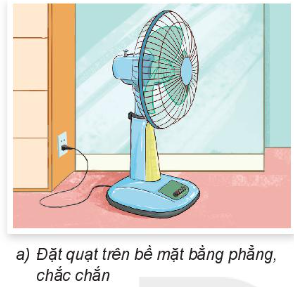 a) Đặt quạt trên bề mặt bằng phẳng,
chắc chắn